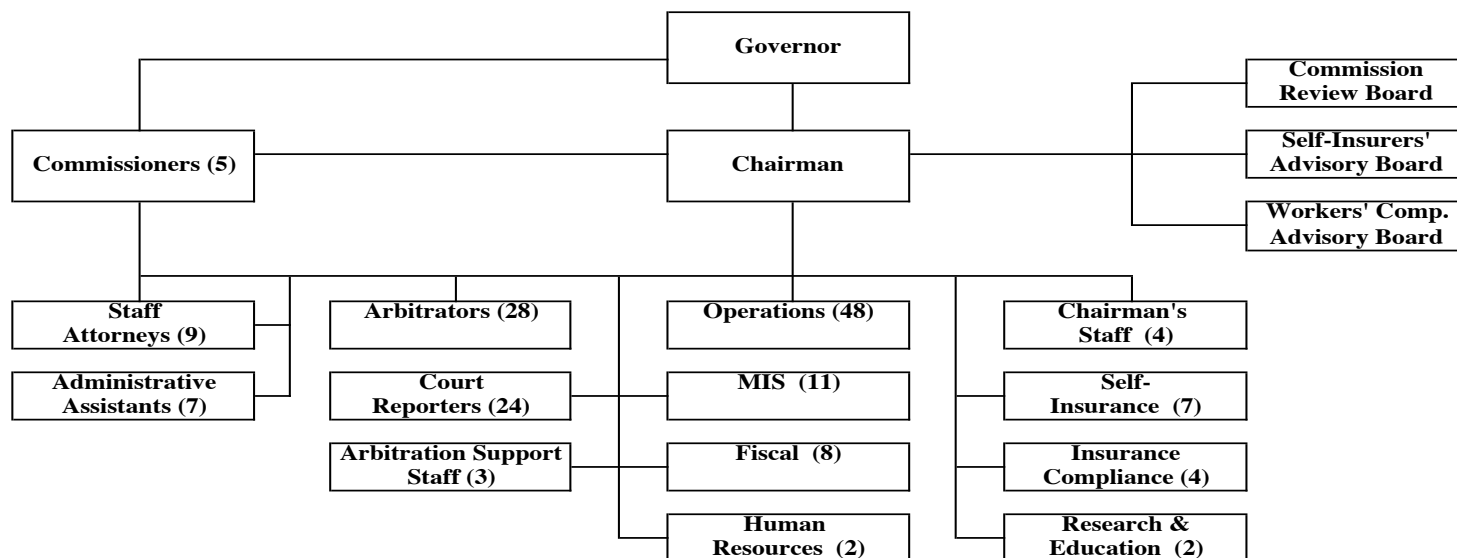 Governor
Commission
Review Board
Commissioners (5)
Chairman
Self-Insurers'
Advisory Board
Workers' Comp.
Advisory Board
Staff
Attorneys (9)
Arbitrators (28)
Operations (48)
Chairman's
Staff (4)
Administrative
Assistants (7)
Court
Reporters (24)
MIS (11)
Self-
Insurance (7)
Arbitration Support
Staff (3)
Fiscal (8)
Insurance
Compliance (4)
Human
Resources (2)
Research &
Education (2)